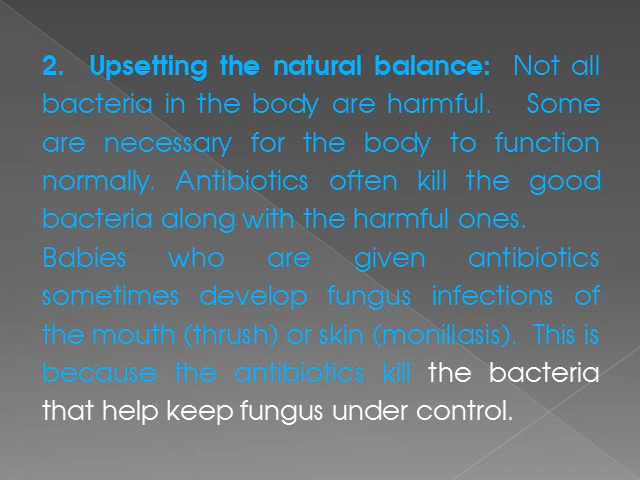 2. Upsetting the natural balance: Not all
bacteria in the body are harmful. Some
are necessary for the body to function
normally. Antibiotics often kill the good
bacteria along with the harmful ones.
Babies who are given antibiotics
sometimes develop fungus infections of
the mouth (thrush) or skin (moniliasis). This is
because the antibiotics kill the bacteria
that help keep fungus under control.